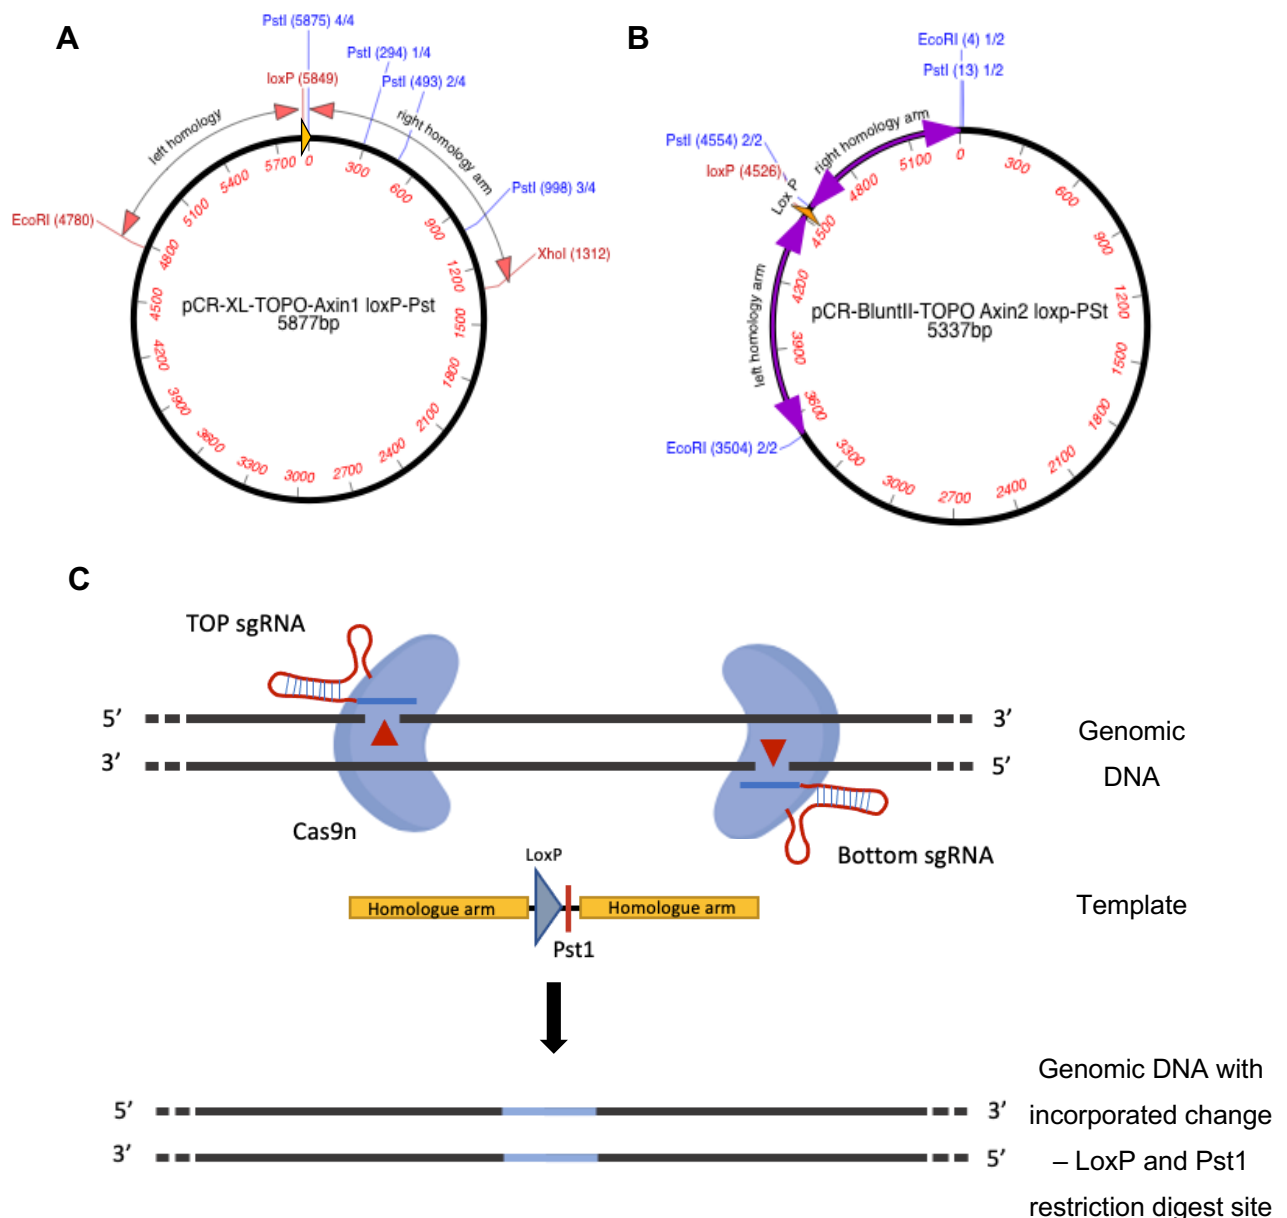 A
PstI (5875) 4/4
PstI (294) 1/4
loxP (5849)
PstI (493) 2/4
left homology
right homology arm
PstI (998) 3/4
EcoRI (4780)
XhoI (1312)
0
300
600
900
1200
1500
1800
2100
2400
2700
3000
3300
3600
3900
4200
4500
4800
5100
5400
5700
pCR-XL-TOPO-Axin1 loxP-Pst
5877bp
B
EcoRI (4) 1/2
PstI (13) 1/2
PstI (4554) 2/2
loxP (4526)
Lox P
right homology arm
left homology arm
EcoRI (3504) 2/2
0
300
600
900
1200
1500
1800
2100
2400
2700
3000
3300
3600
3900
4200
4500
4800
5100
pCR-BluntII-TOPO Axin2 loxp-PSt
5337bp
C
TOP sgRNA
5’
3’
3’
5’
Genomic
DNA
Cas9n
Bottom sgRNA
LoxP
Homologue arm
Homologue arm
Template
Pst1
5’
3’
3’
5’
Genomic DNA with
incorporated change
– LoxP and Pst1
restriction digest site